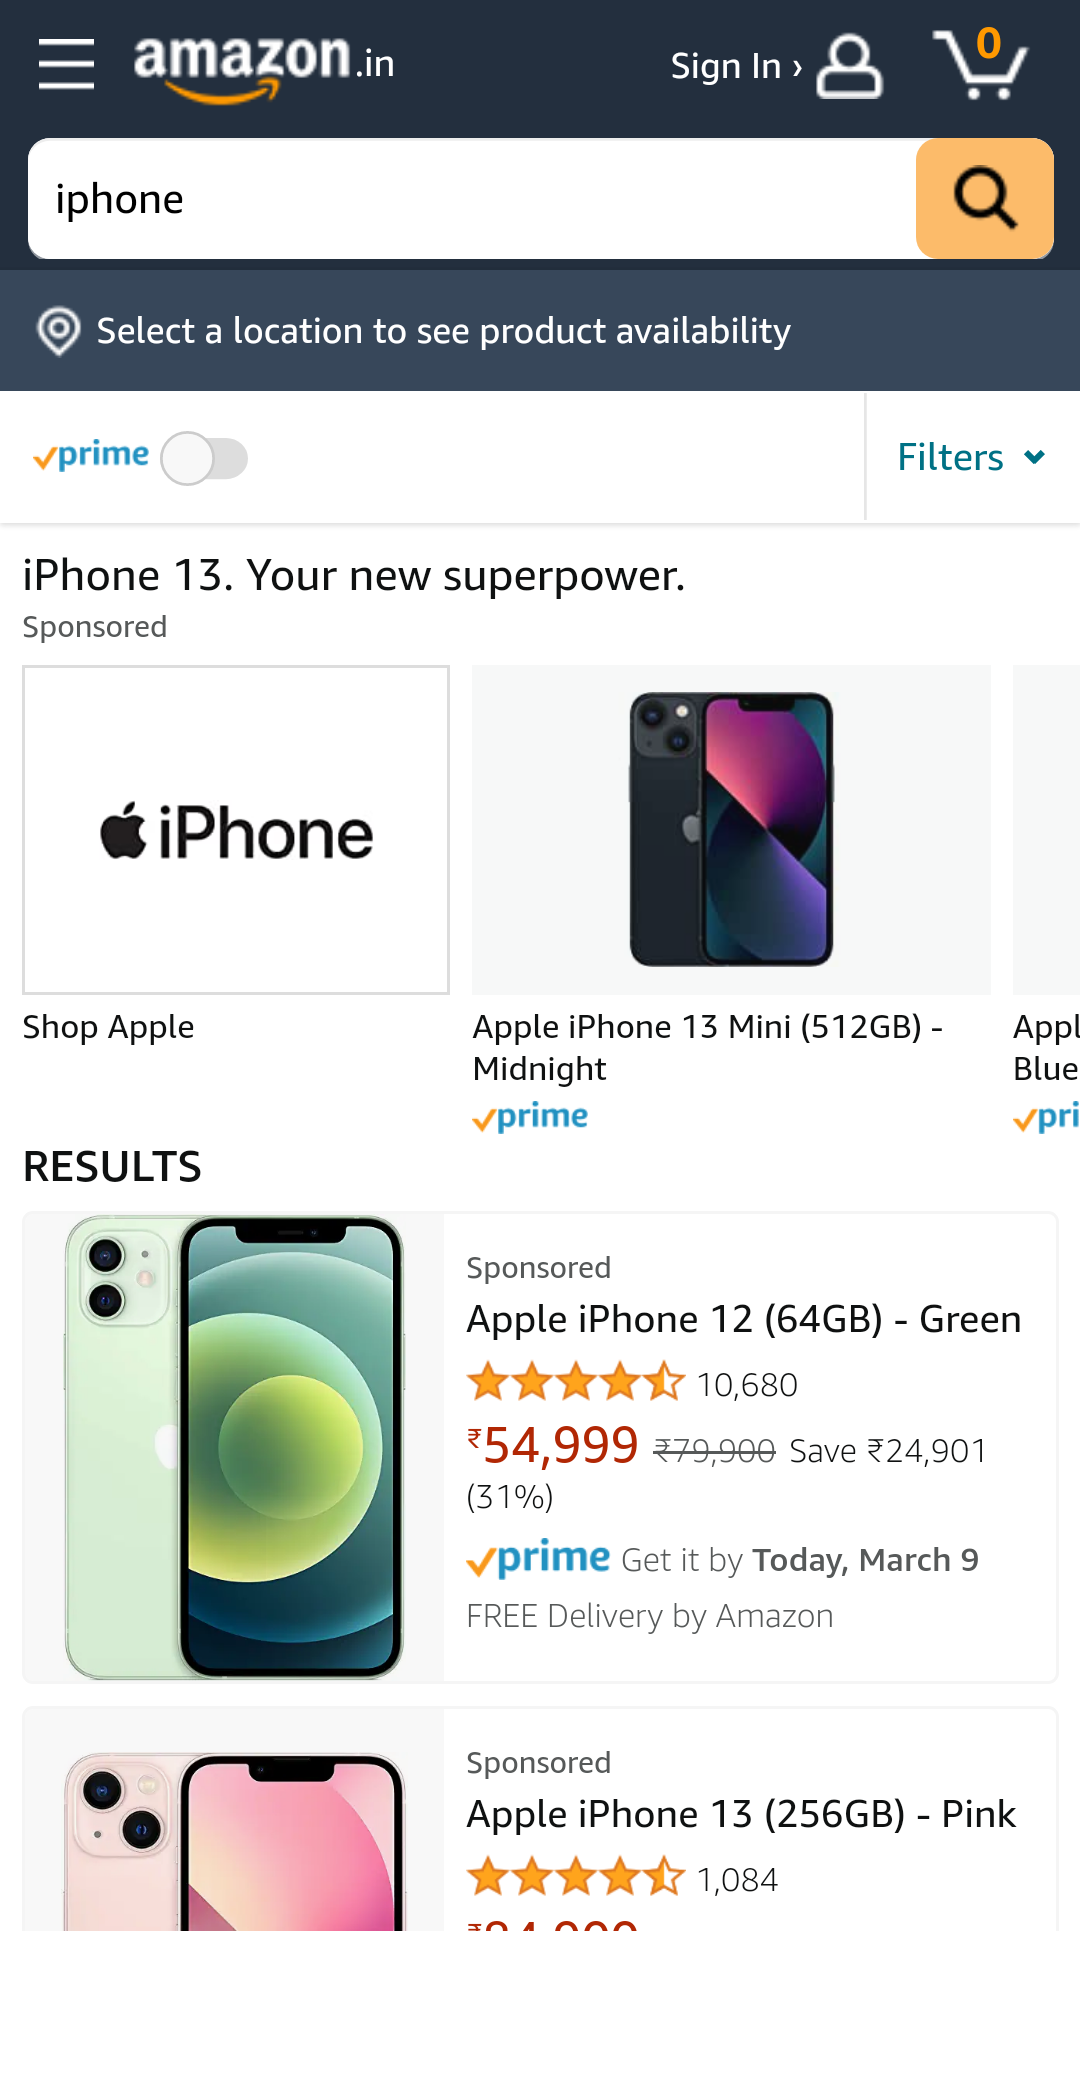 amazon.in
Sign In ›
0
iphone
Select a location to see product availability
prime
Filters
iPhone 13. Your new superpower.
Sponsored
iPhone
Shop Apple
Apple iPhone 13 Mini (512GB) -
Midnight
prime
Appl
Blue
pri
RESULTS
Sponsored
Apple iPhone 12 (64GB) - Green
10,680
₹54,999 ₹79,900 Save ₹24,901
(31%)
prime Get it by Today, March 9
FREE Delivery by Amazon
Sponsored
Apple iPhone 13 (256GB) - Pink
1,084